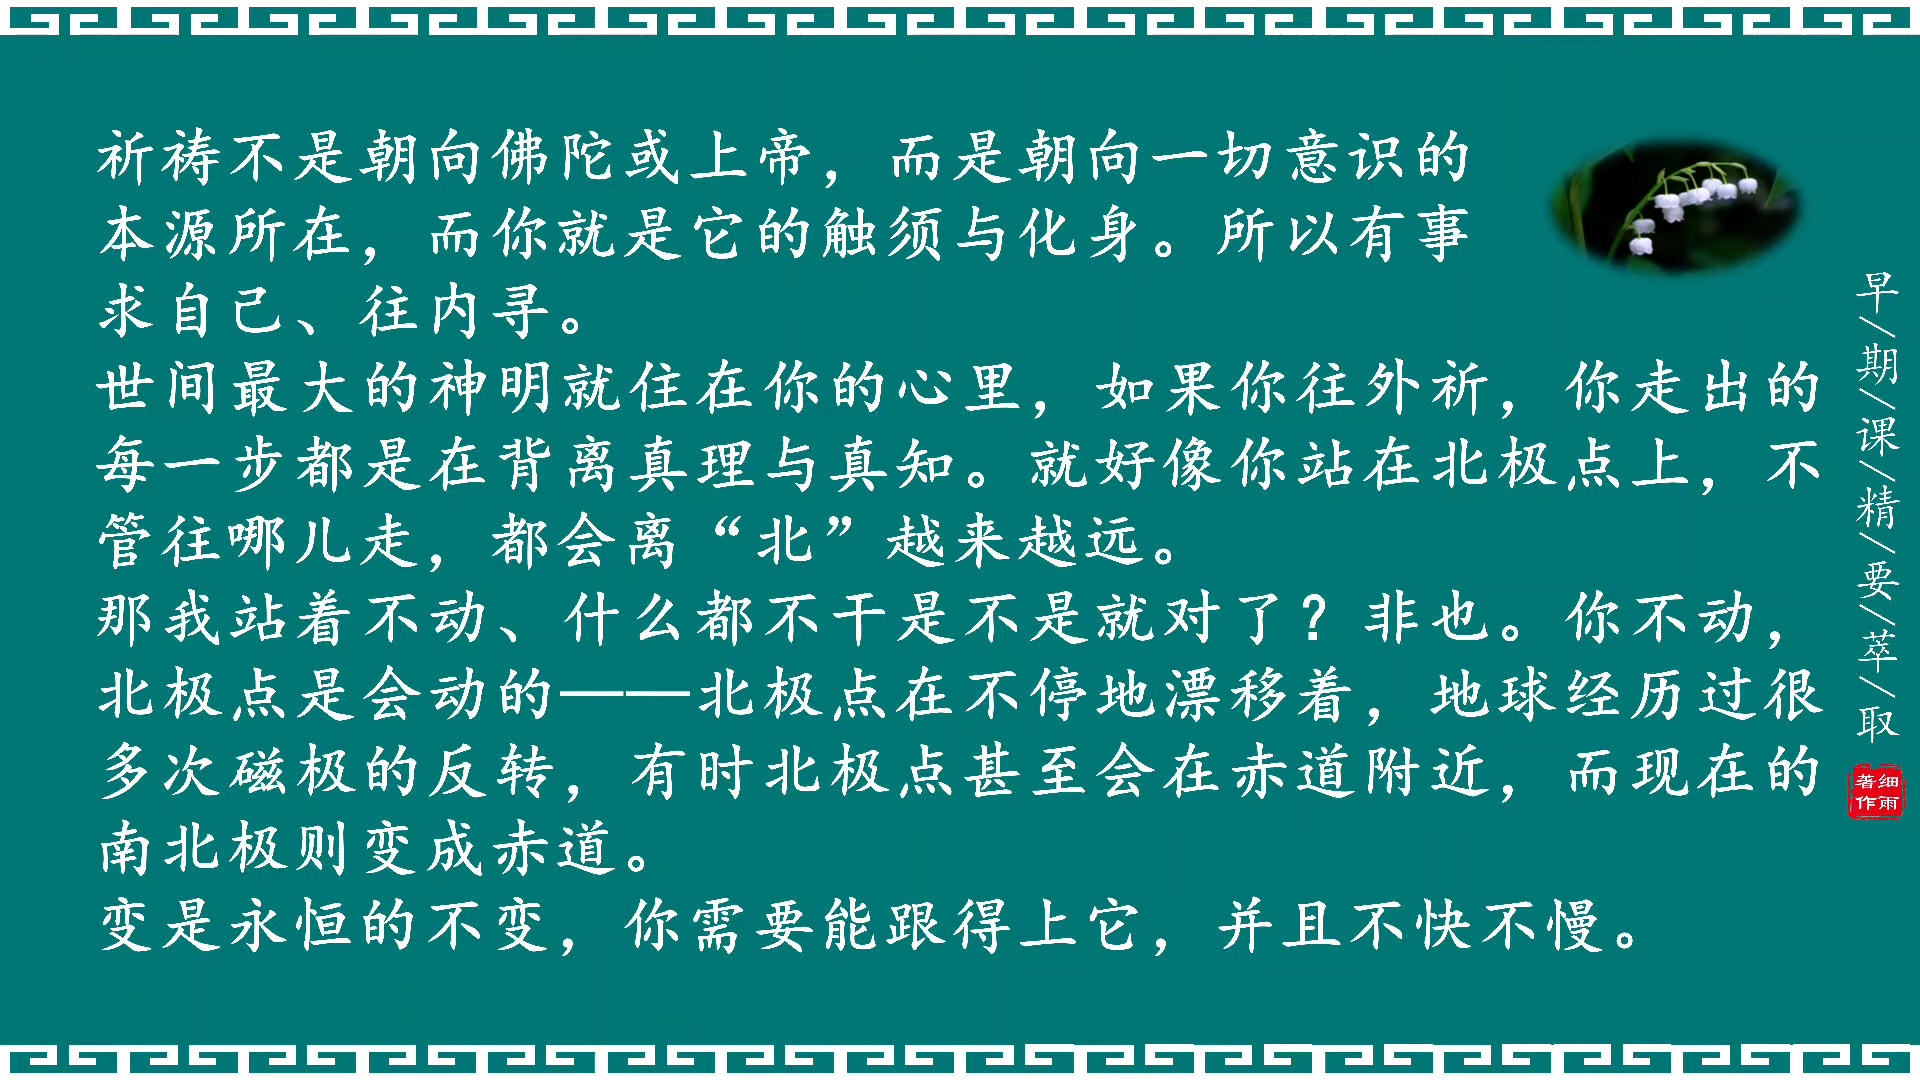 祈祷不是朝向佛陀或上帝，而是朝向一切意识的
本源所在，而你就是它的触须与化身。所以有事
求自己、往内寻。
世间最大的神明就住在你的心里，如果你往外祈，你走出的
每一步都是在背离真理与真知。就好像你站在北极点上，不
管往哪儿走，都会离“北”越来越远。
那我站着不动、什么都不干是不是就对了？非也。你不动，
北极点是会动的——北极点在不停地漂移着，地球经历过很
多次磁极的反转，有时北极点甚至会在赤道附近，而现在的
南北极则变成赤道。
变是永恒的不变，你需要能跟得上它，并且不快不慢。
早/期/课/精/要/萃/取
细雨
著作